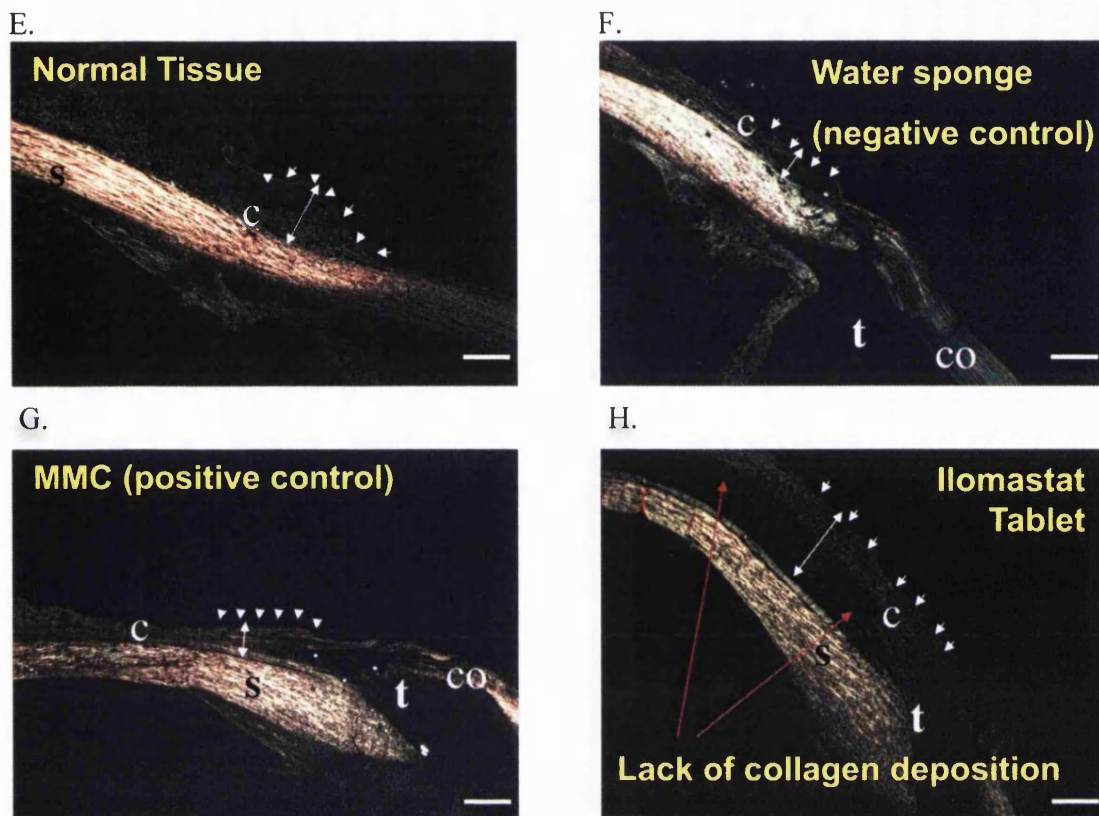 E.
Normal Tissue
s
c
F.
Water sponge
(negative control)
c
t
co
G.
MMC (positive control)
c
s
t
co
H.
Ilomastat
Tablet
c
s
t
Lack of collagen deposition